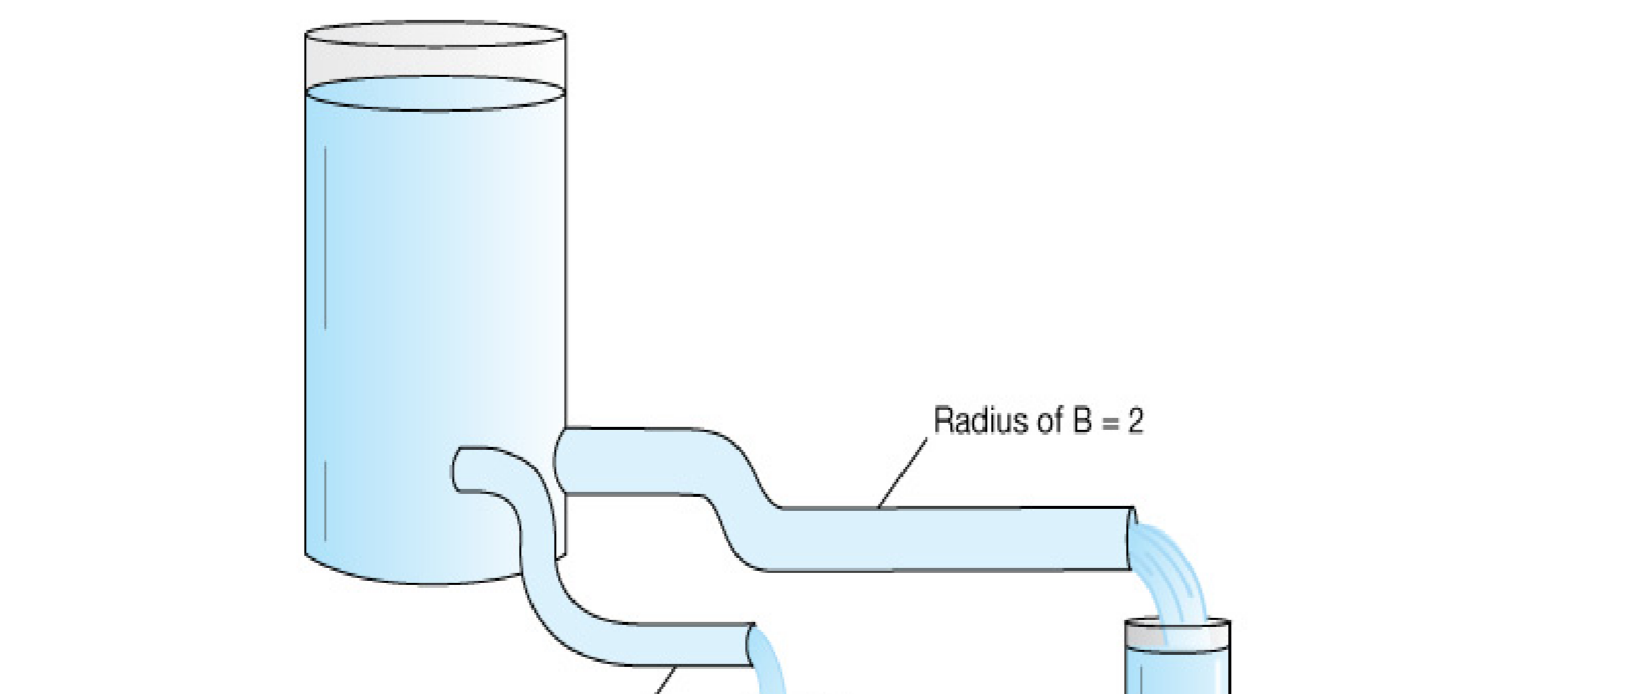 Radius of B = 2